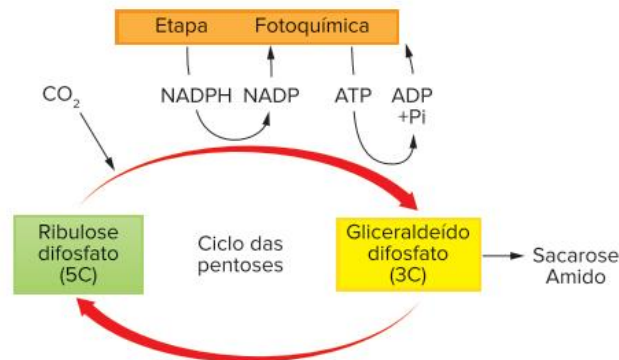 Etapa Fotoquímica
CO2
NADPH NADP ATP ADP
+Pi
Ribulose
difosfato
(5C)
Ciclo das
pentoses
Gliceraldeído
difosfato
(3C)
Sacarose
Amido